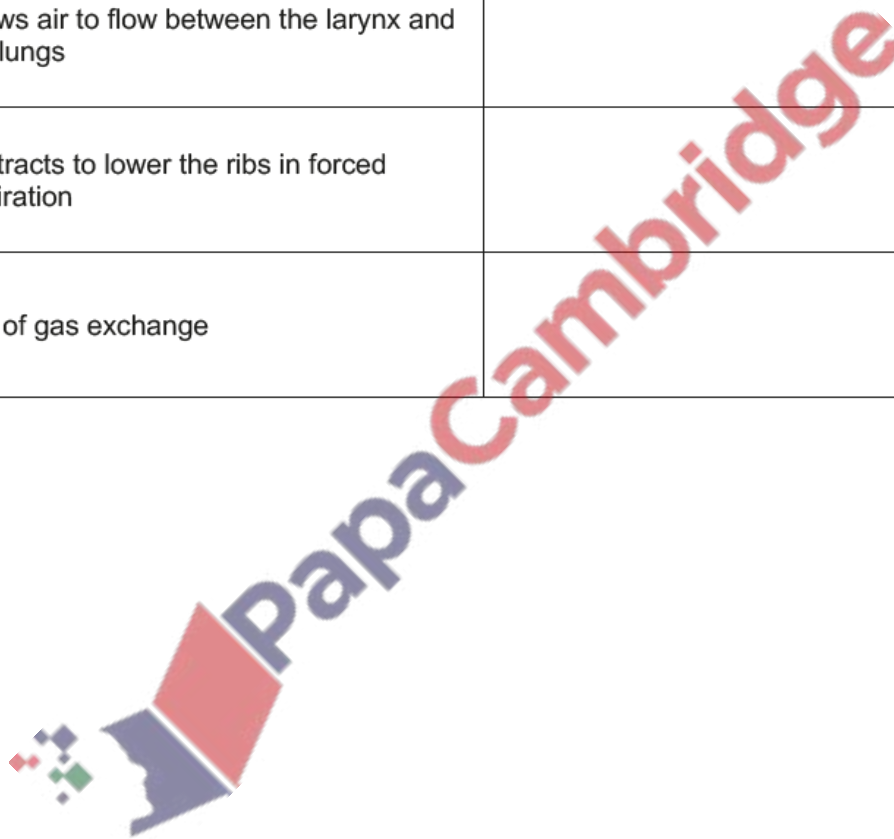 ws air to flow between the larynx and
lungs
tracts to lower the ribs in forced
iration
of gas exchange
PapaCambridge